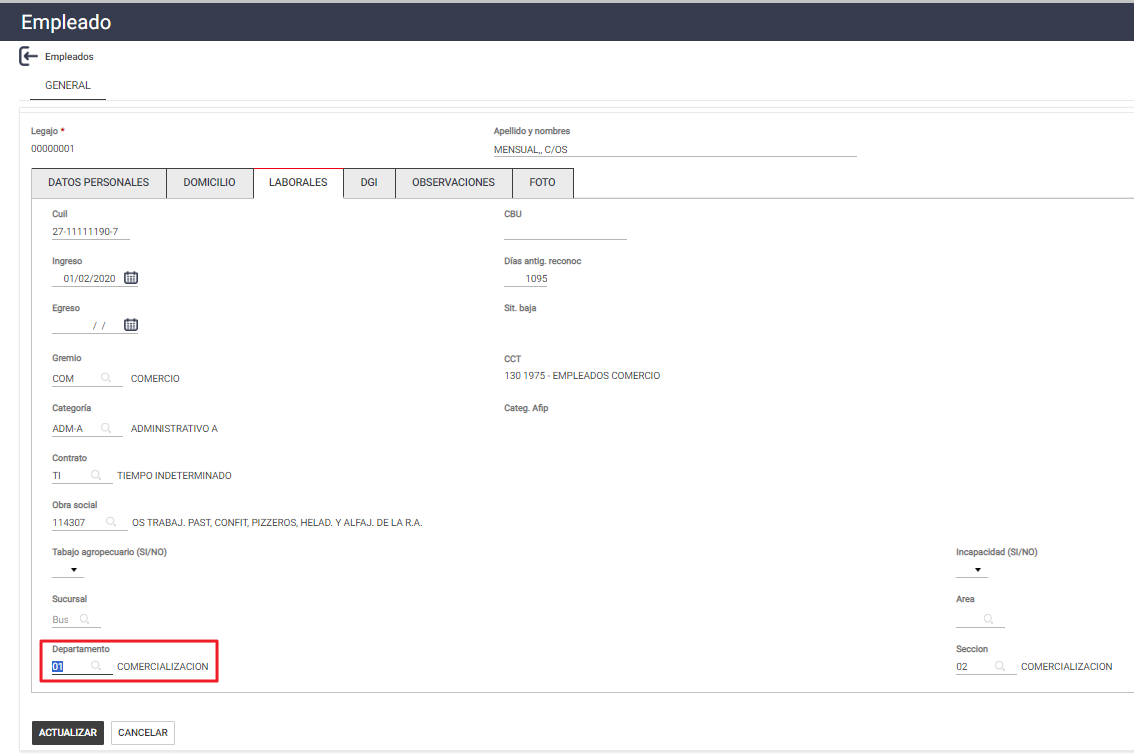 Empleado
Empleados
GENERAL
Legajo *
Apellido y nombres
00000001
MENSUAL,, C/OS
DATOS PERSONALES DOMICILIO LABORALES DGI OBSERVACIONES FOTO
Cuil
CBU
27-11111190-7
Ingreso
Días antig. reconoc
01/02/2020
1095
Egreso
Sit. baja
/ /
Gremio
CCT
COM COMERCIO
130 1975 - EMPLEADOS COMERCIO
Categoría
Categ. Afip
ADM-A ADMINISTRATIVO A
Contrato
TI TIEMPO INDETERMINADO
Obra social
114307 OS TRABAJ. PAST, CONFIT, PIZZEROS, HELAD. Y ALFAJ. DE LA R.A.
Tabajo agropecuario (SI/NO)
Incapacidad (SI/NO)
Sucursal
Area
Bus
Departamento
Seccion
01 COMERCIALIZACION
02 COMERCIALIZACION
ACTUALIZAR CANCELAR